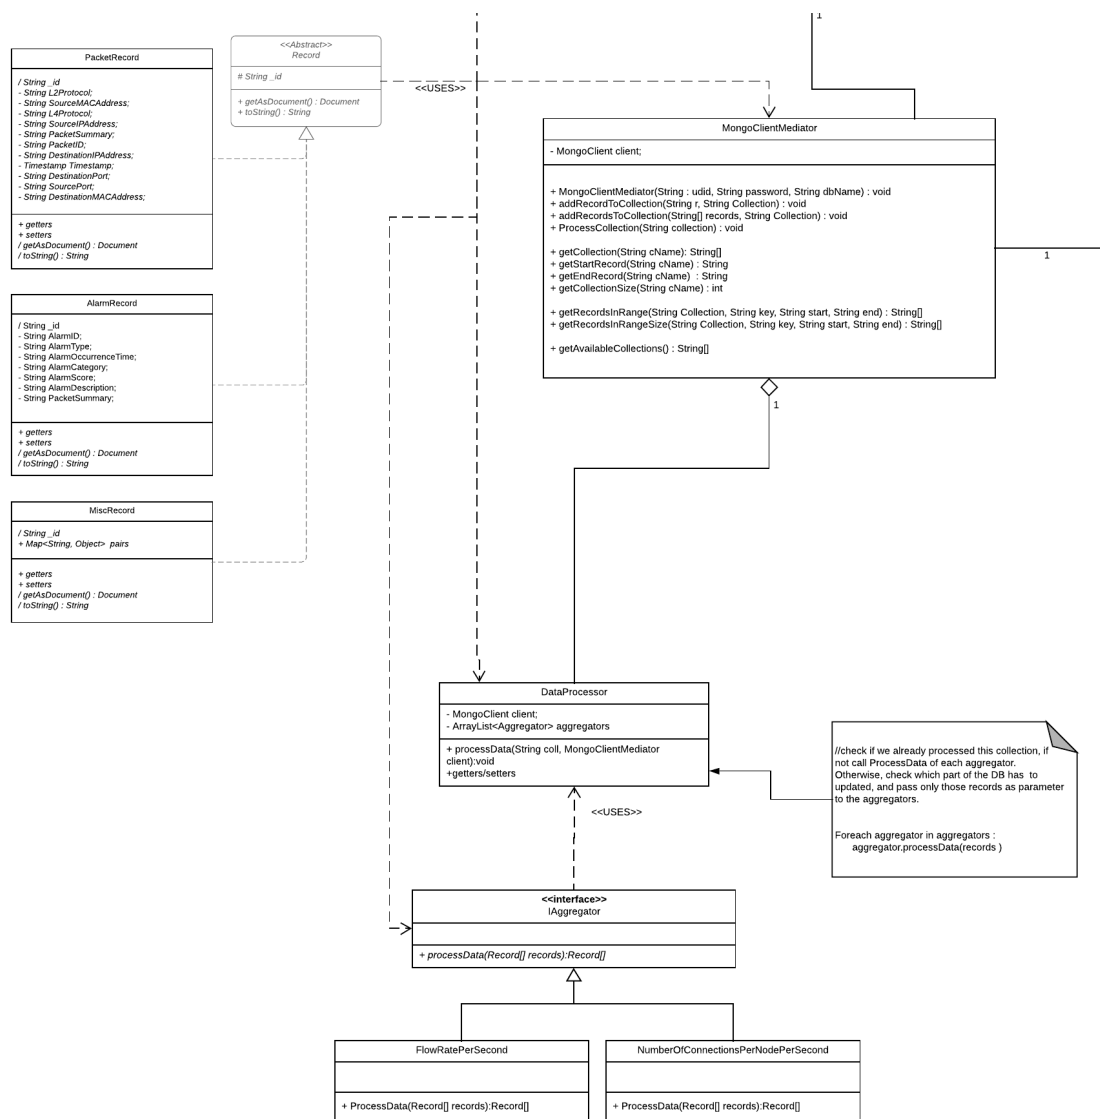 PacketRecord
/ String _id
- String L2Protocol;
- String SourceMACAddress;
- String L4Protocol;
- String SourceIPAddress;
- String PacketSummary;
- String PacketID;
- String DestinationIPAddress;
- Timestamp Timestamp;
- String DestinationPort;
- String SourcePort;
- String DestinationMACAddress;
+ getters
+ setters
/ getAsDocument() : Document
/ toString() : String
<<Abstract>>
Record
# String _id
+ getAsDocument() : Document
+ toString() : String
<<USES>>
1
MongoClientMediator
- MongoClient client;
+ MongoClientMediator(String : udid, String password, String dbName) : void
+ addRecordToCollection(String r, String Collection) : void
+ addRecordsToCollection(String[] records, String Collection) : void
+ ProcessCollection(String collection) : void
+ getCollection(String cName): String[]
+ getStartRecord(String cName) : String
+ getEndRecord(String cName)  : String
+ getCollectionSize(String cName) : int
+ getRecordsInRange(String Collection, String key, String start, String end) : String[]
+ getRecordsInRangeSize(String Collection, String key, String start, String end) : String[]
+ getAvailableCollections() : String[]
1
1
AlarmRecord
/ String _id
- String AlarmID;
- String AlarmType;
- String AlarmOccurrenceTime;
- String AlarmCategory;
- String AlarmScore;
- String AlarmDescription;
- String PacketSummary;
+ getters
+ setters
/ getAsDocument() : Document
/ toString() : String
MiscRecord
/ String _id
+ Map<String, Object>  pairs
+ getters
+ setters
/ getAsDocument() : Document
/ toString() : String
DataProcessor
- MongoClient client;
- ArrayList<Aggregator> aggregators
+ processData(String coll, MongoClientMediator
client):void
+getters/setters
//check if we already processed this collection, if
not call ProcessData of each aggregator.
Otherwise, check which part of the DB has  to
updated, and pass only those records as parameter
to the aggregators.
Foreach aggregator in aggregators :
aggregator.processData(records )
<<USES>>
<<interface>>
IAggregator
+ processData(Record[] records):Record[]
FlowRatePerSecond
+ ProcessData(Record[] records):Record[]
NumberOfConnectionsPerNodePerSecond
+ ProcessData(Record[] records):Record[]